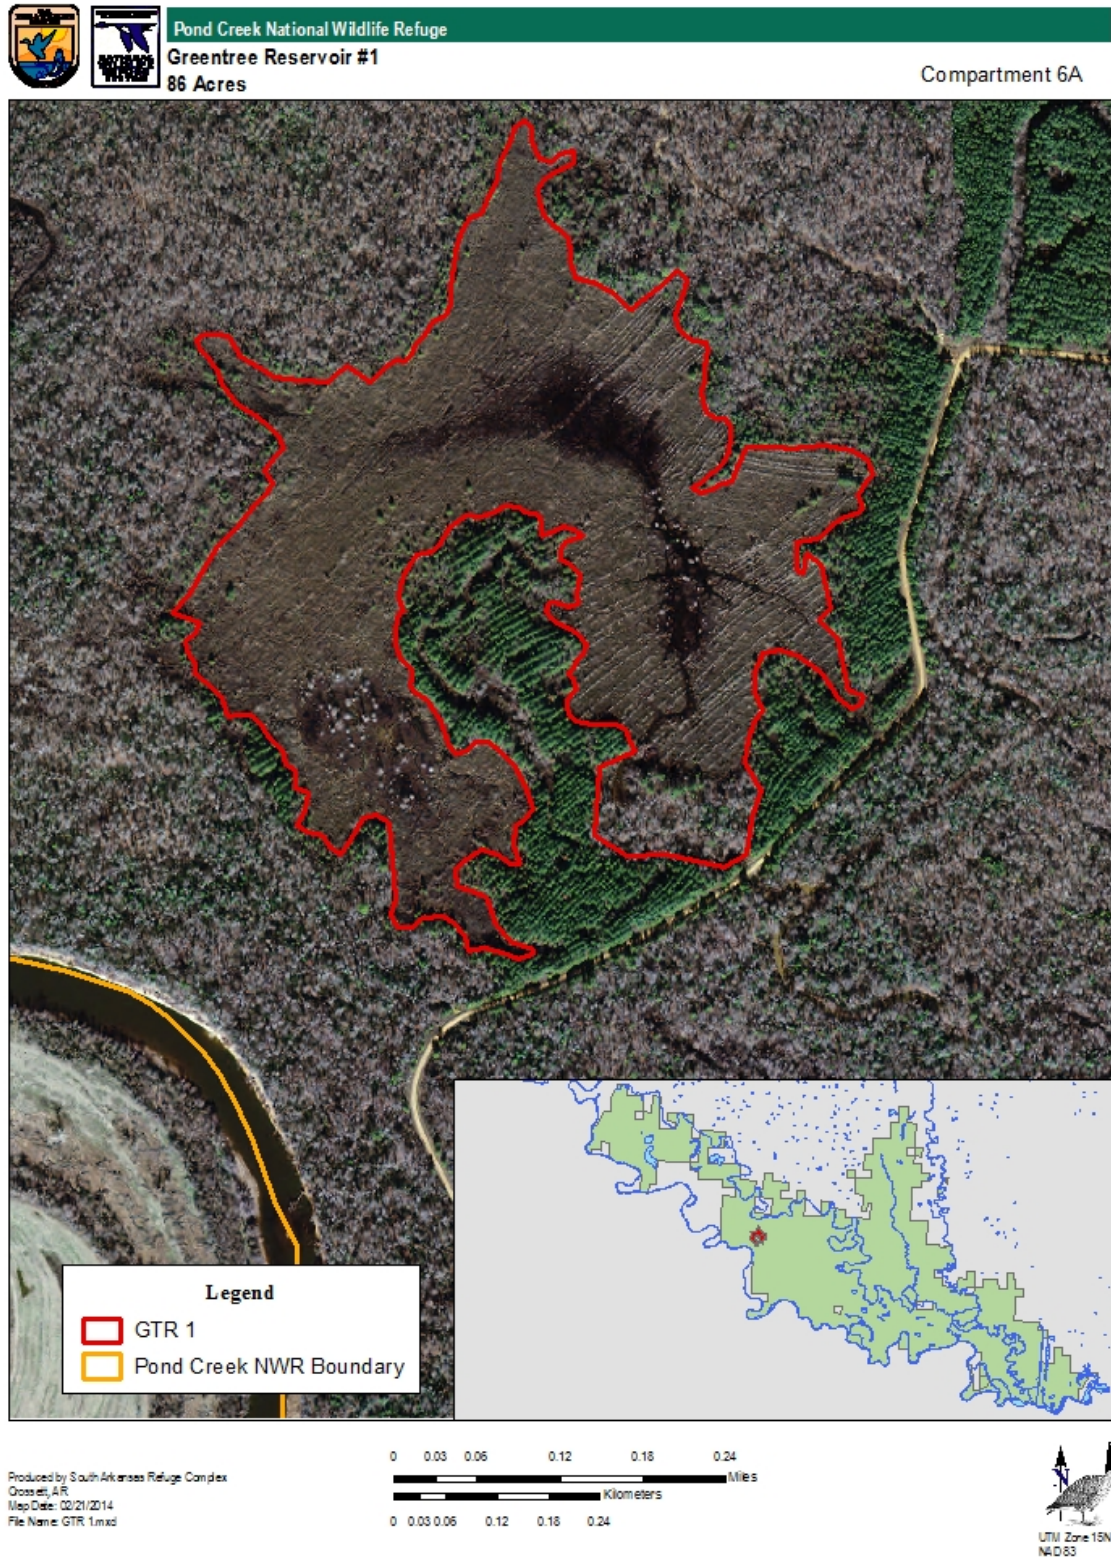 Pond Creek National Wildlife Refuge
Greentree Reservoir #1
86 Acres
Compartment 6A
Legend
GTR 1
Pond Creek NWR Boundary
Produced by South Arkansas Refuge Complex
Crossett, AR
Map Date: 02/21/2014
File Name: GTR 1.mxd
0 0.03 0.06 0.12 0.18 0.24
Miles
Kilometers
0 0.03 0.06 0.12 0.18 0.24
N
UTM Zone 15N
NAD83